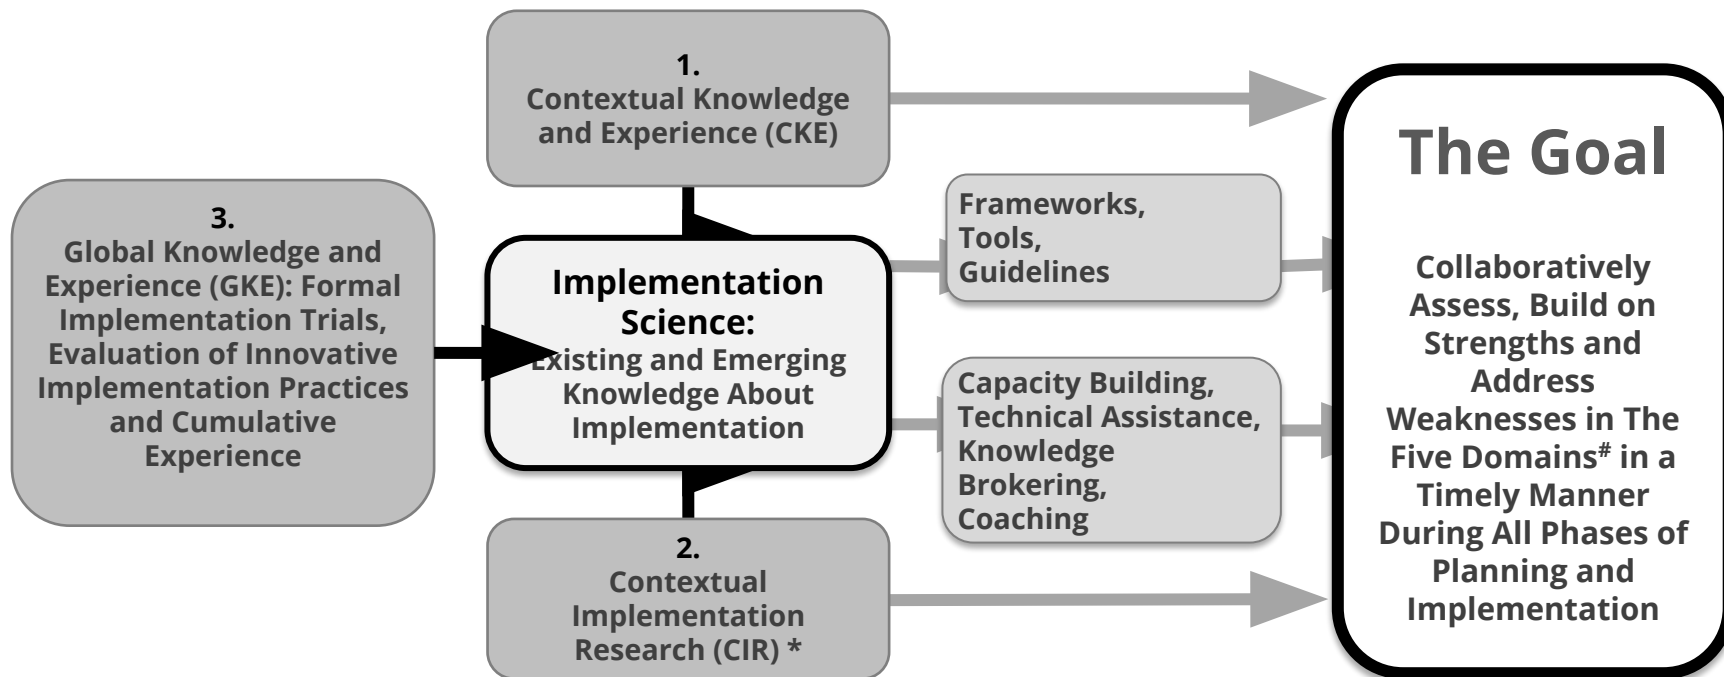 1.
Contextual Knowledge
and Experience (CKE)
3.
Global Knowledge and
Experience (GKE): Formal
Implementation Trials,
Evaluation of Innovative
Implementation Practices
and Cumulative
Experience
Implementation
Science:
Existing and Emerging
Knowledge About
Implementation
2.
Contextual
Implementation
Research (CIR) *
Frameworks,
Tools,
Guidelines
Capacity Building,
Technical Assistance,
Knowledge
Brokering,
Coaching
The Goal
Collaboratively
Assess, Build on
Strengths and
Address
Weaknesses in The
Five Domains# in a
Timely Manner
During All Phases of
Planning and
Implementation